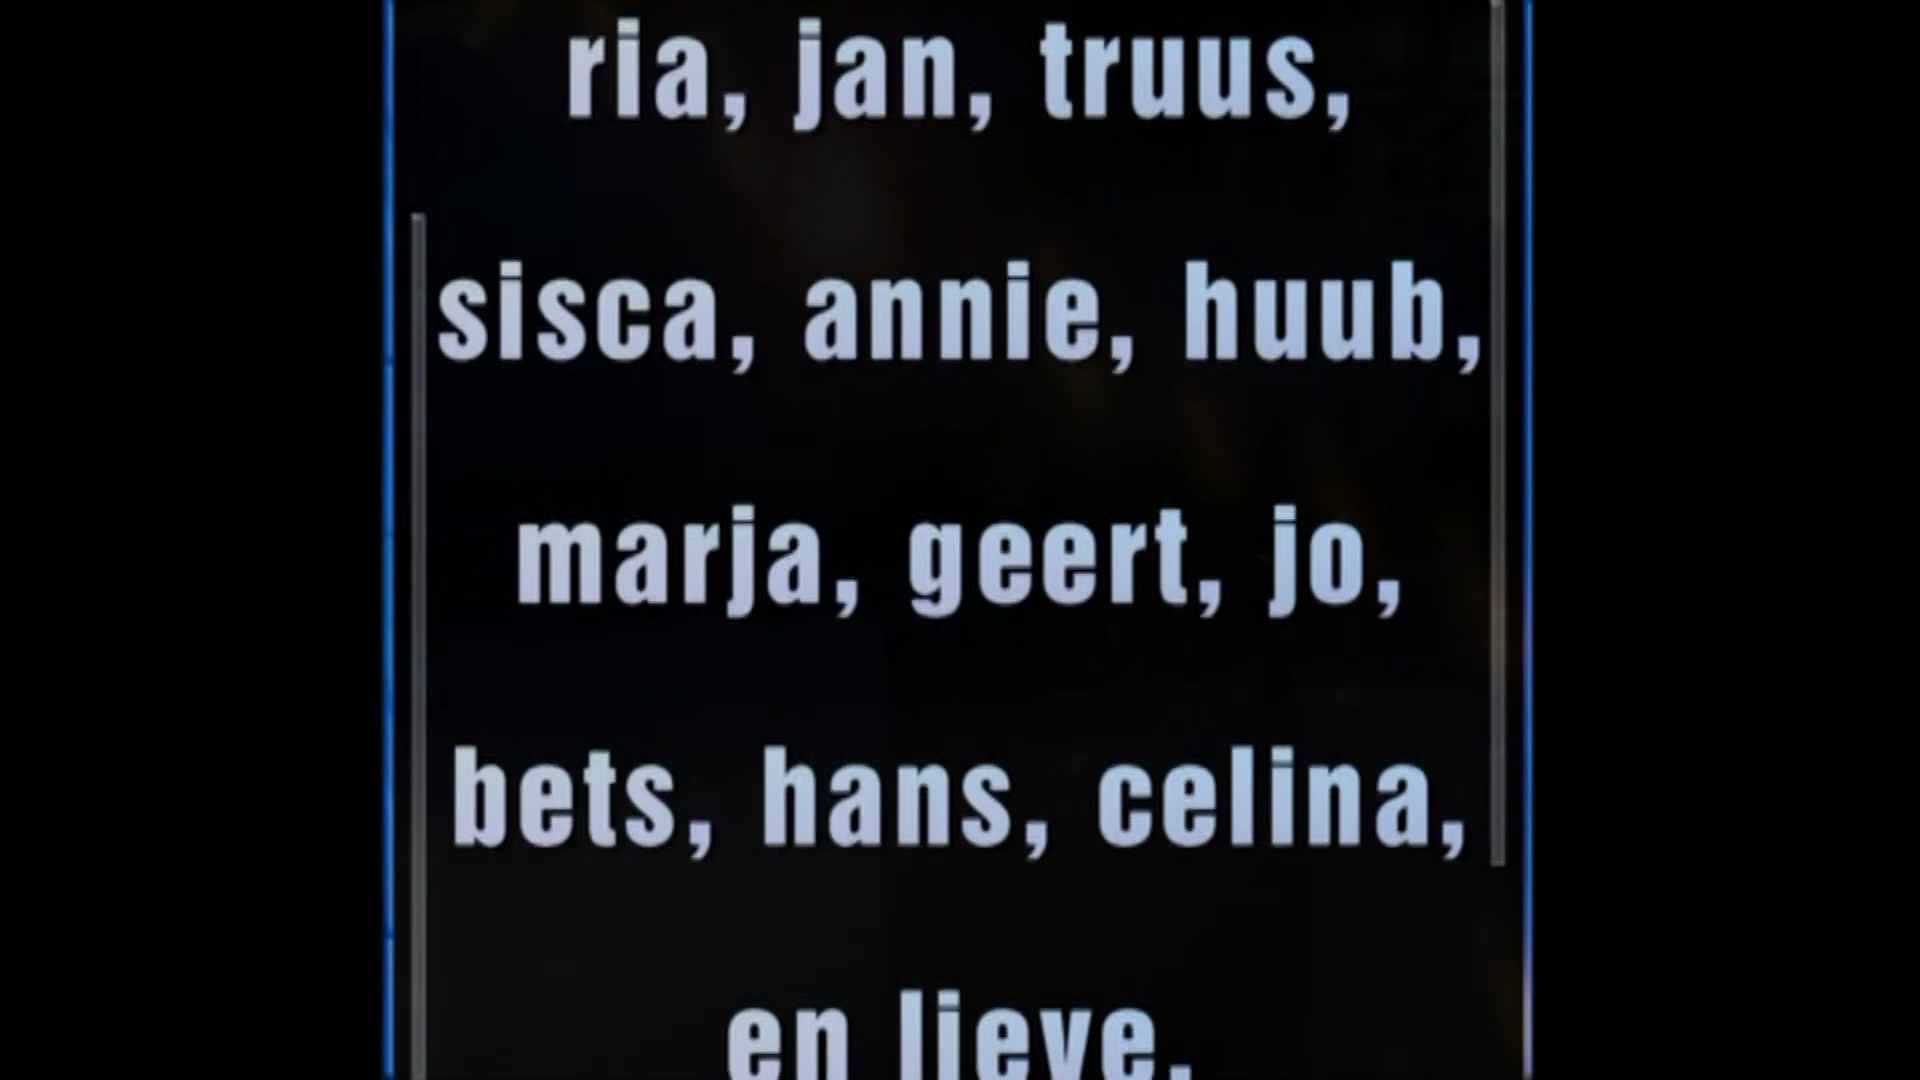 ria, jan, truus,
sisca, annie, huub,
marja, geert, jo,
bets, hans, celina,
en lieve.